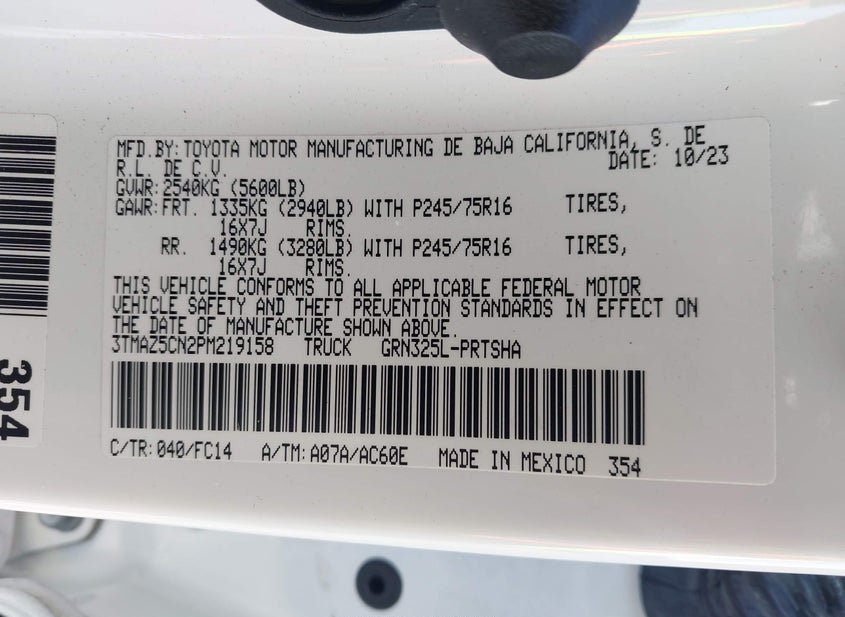 MFD.BY: TOYOTA MOTOR MANUFACTURING DE BAJA CALIFORNIA, S. DE
R.L. DE C.V. DATE: 10/23
GVWR: 2540KG (5600LB)
GAWR: FRT. 1335KG (2940LB) WITH P245/75R16 TIRES,
16X7J RIMS.
RR. 1490KG (3280LB) WITH P245/75R16 TIRES,
16X7J RIMS.
THIS VEHICLE CONFORMS TO ALL APPLICABLE FEDERAL MOTOR
VEHICLE SAFETY AND THEFT PREVENTION STANDARDS IN EFFECT ON
THE DATE OF MANUFACTURE SHOWN ABOVE.
3TMAZ5CN2PM219158 TRUCK GRN325L-PRTSHA
C/TR: 040/FC14 A/TM: A07A/AC60E MADE IN MEXICO 354
354